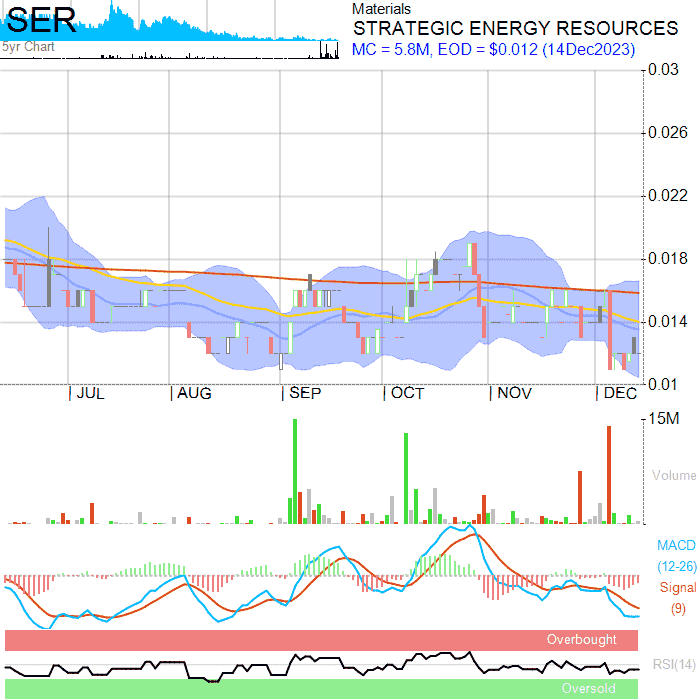 SER
5yr Chart
Materials
STRATEGIC ENERGY RESOURCES
MC = 5.8M, EOD = $0.012 (14Dec2023)
0.03
0.026
0.022
0.018
0.014
0.01
JUL AUG SEP OCT NOV DEC
15M
Volume
MACD
(12-26)
Signal
(9)
Overbought
RSI(14)
Oversold